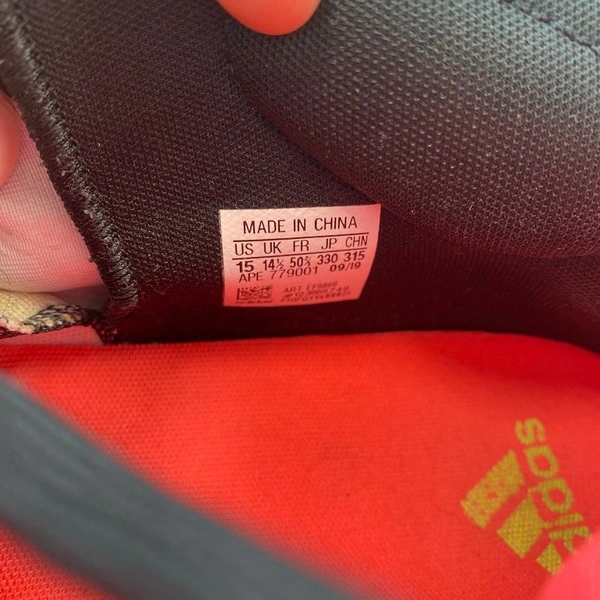 MADE IN CHINA
US UK FR JP CHN
15 14½ 50⅔ 330 315
APE 779001 09/19
adidas